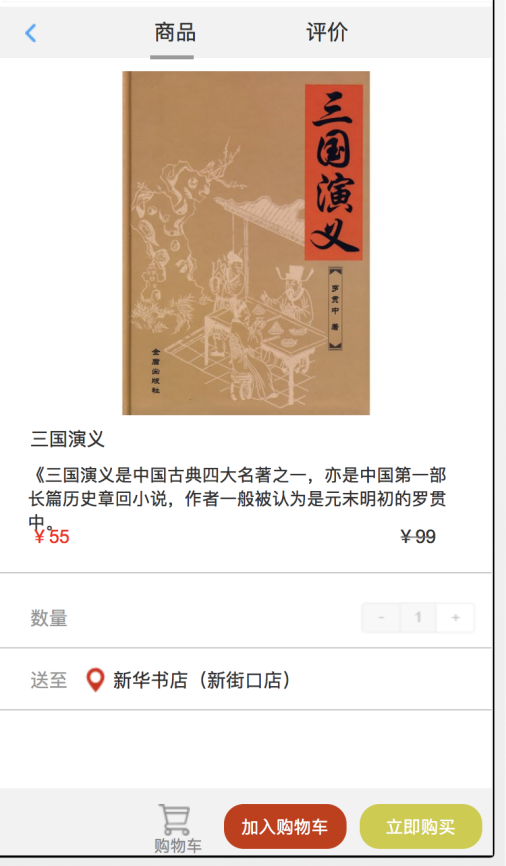 商品
评价
三国演义
罗贯中 著
金盾出版社
三国演义
《三国演义是中国古典四大名著之一，亦是中国第一部
长篇历史章回小说，作者一般被认为是元末明初的罗贯
中。
￥55
￥99
数量
- 1 +
送至 新华书店（新街口店）
购物车
加入购物车
立即购买